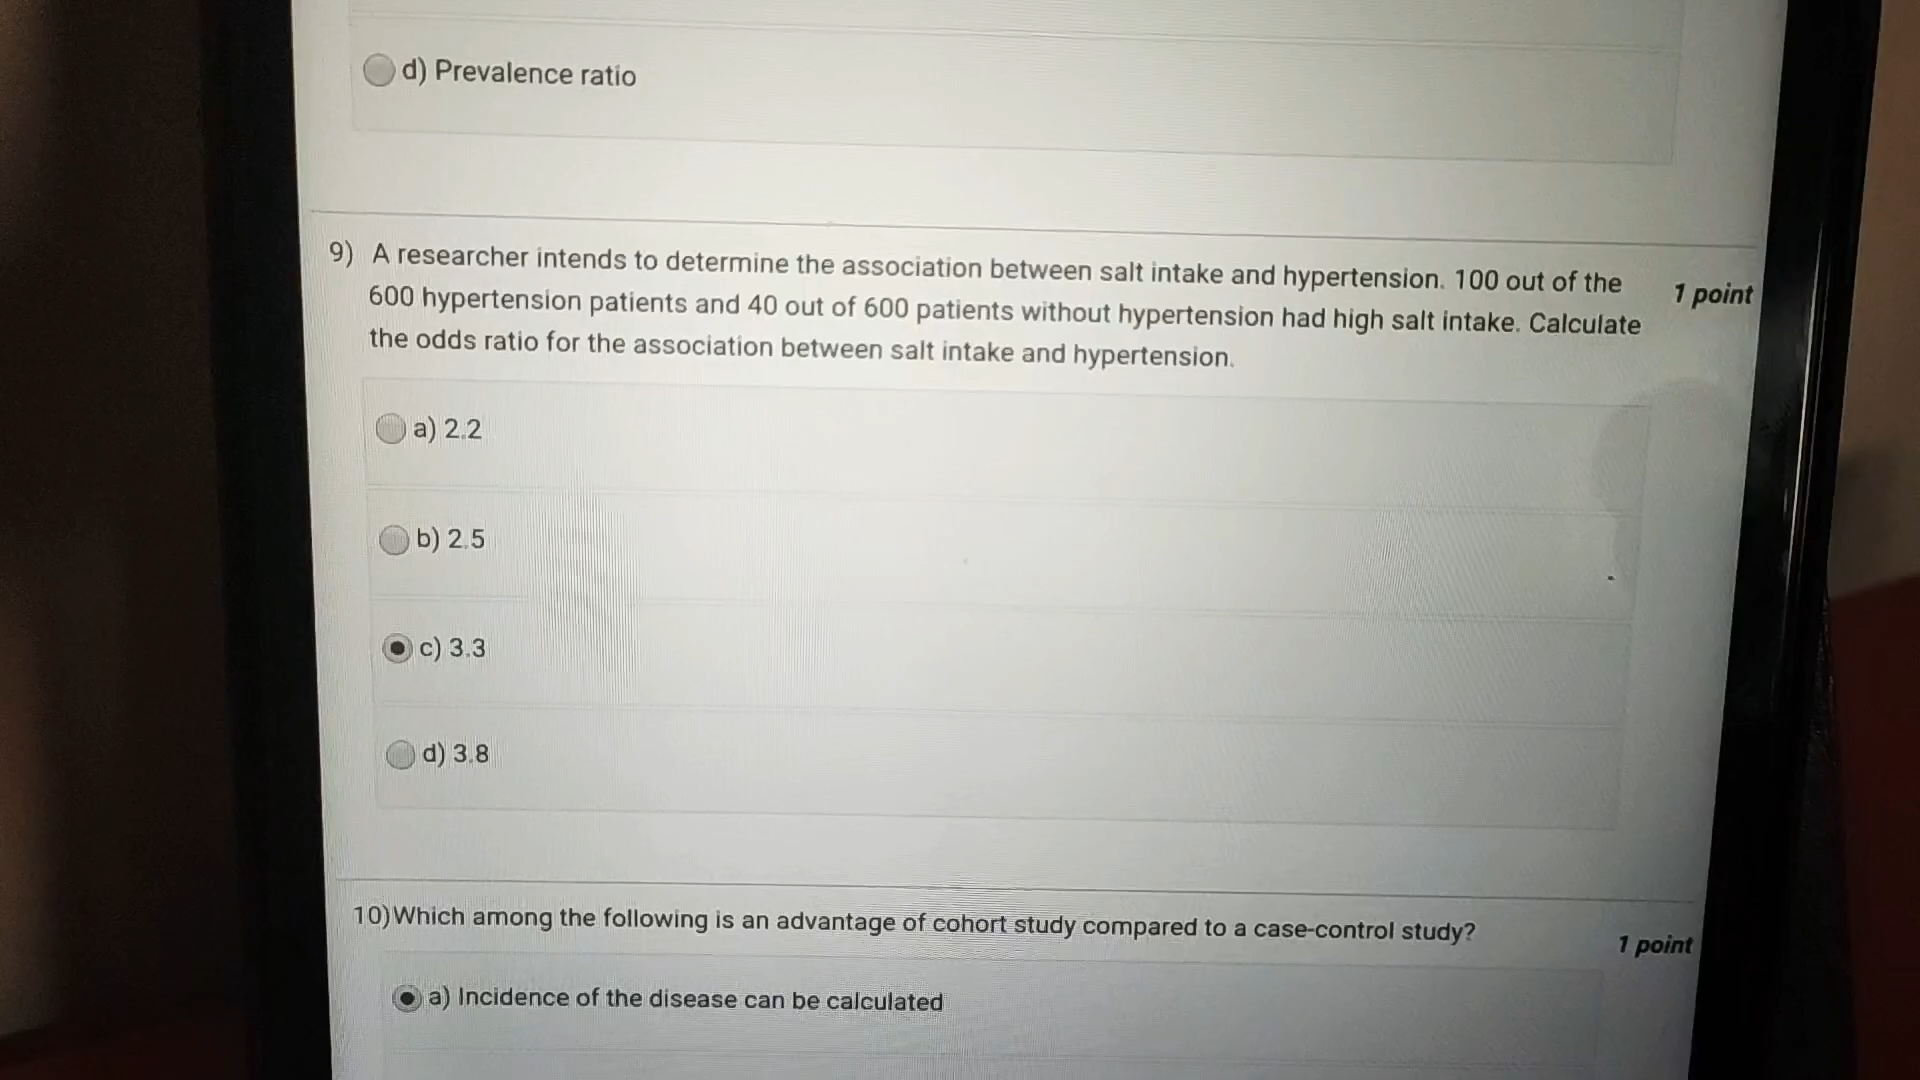 d) Prevalence ratio
9) A researcher intends to determine the association between salt intake and hypertension. 100 out of the
1 point
600 hypertension patients and 40 out of 600 patients without hypertension had high salt intake. Calculate
the odds ratio for the association between salt intake and hypertension.
a) 2.2
b) 2.5
c) 3.3
d) 3.8
10)Which among the following is an advantage of cohort study compared to a case-control study?
1 point
a) Incidence of the disease can be calculated